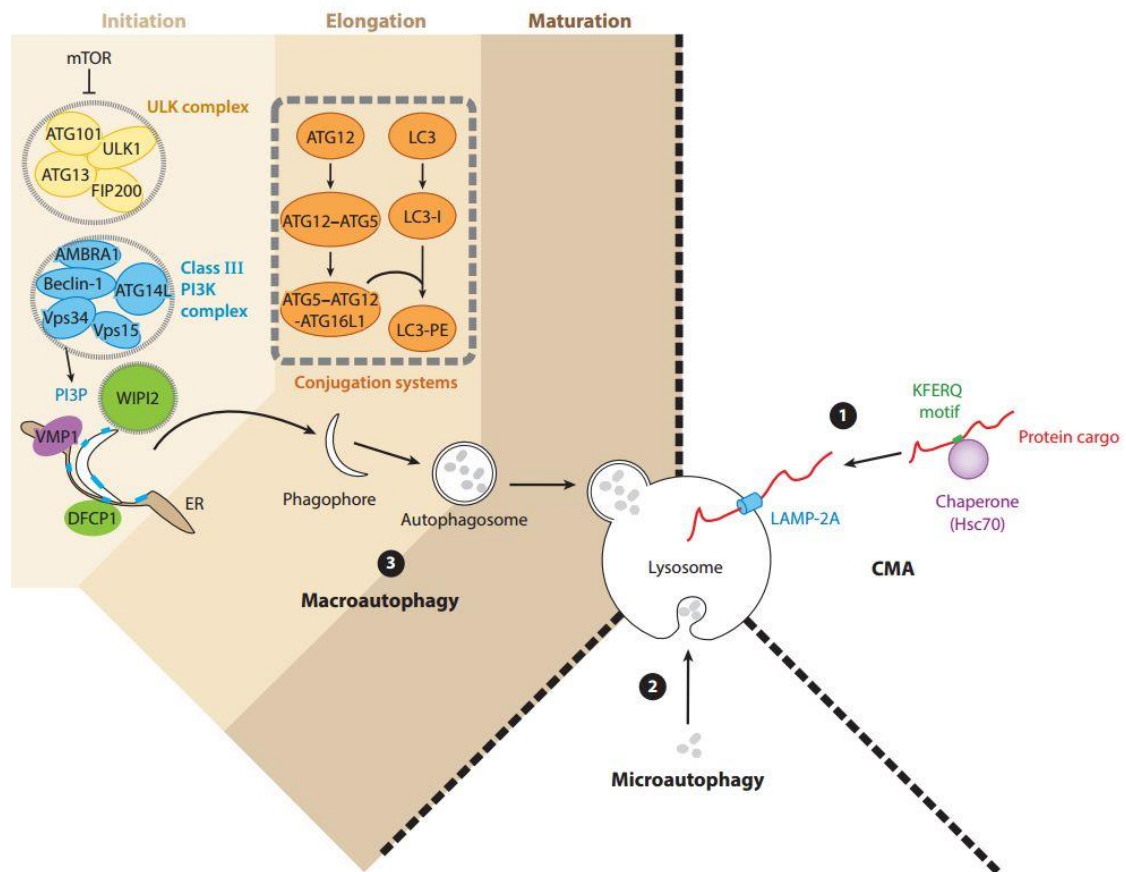 Initiation
Elongation
Maturation
mTOR
ULK complex
ATG101
ULK1
ATG13
FIP200
AMBRA1
Beclin-1
ATG14L
Vps34
Vps15
Class III
PI3K
complex
PI3P
WIPI2
VMP1
DFCP1
ER
ATG12
LC3
ATG12–ATG5
LC3-I
ATG5–ATG12
-ATG16L1
LC3-PE
Conjugation systems
Phagophore
Autophagosome
3
Macroautophagy
Lysosome
LAMP-2A
1
KFERQ
motif
Protein cargo
Chaperone
(Hsc70)
CMA
2
Microautophagy